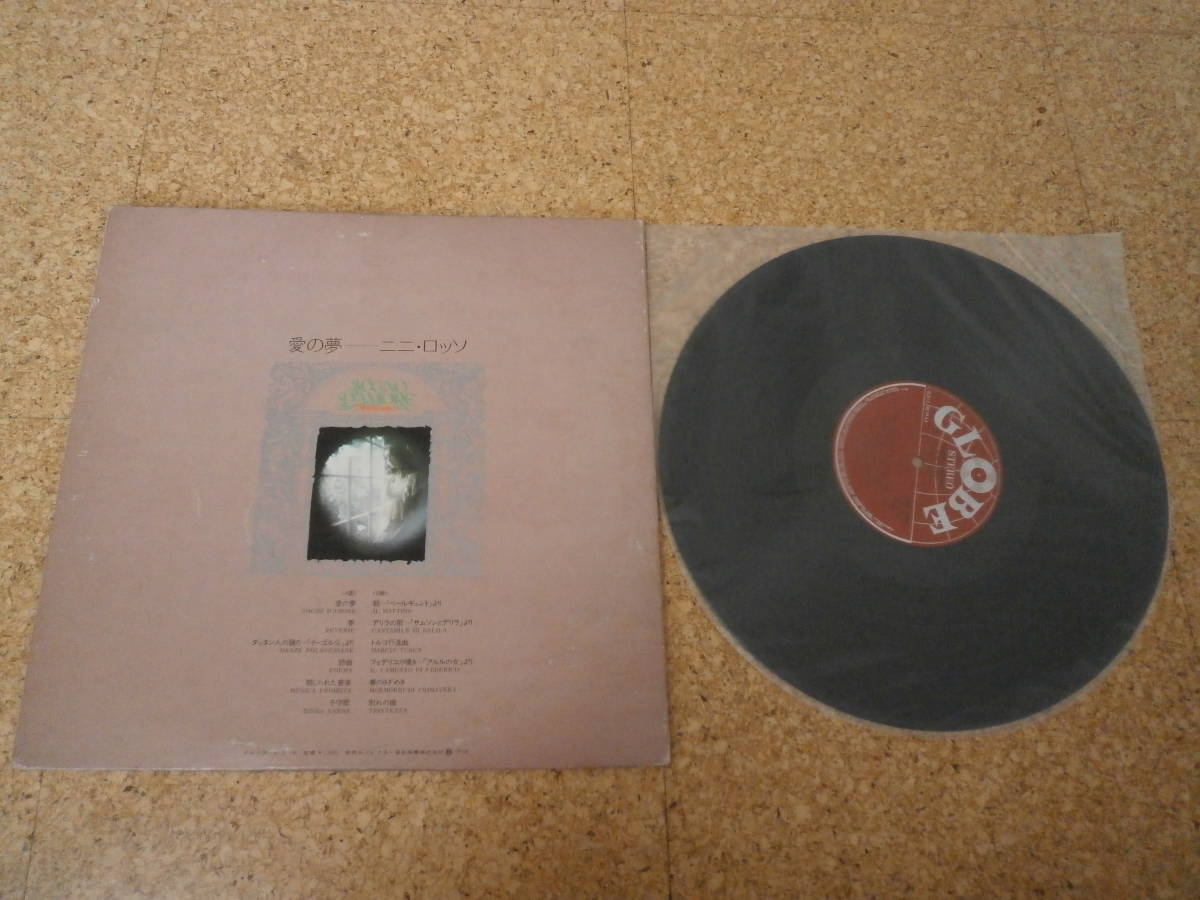 愛の夢——ニニ・ロッソ
SOGNO
D'AMORE
愛の夢
SOGNO D'AMORE
夢
REVERIE
ダッタン人の踊り-「イーゴル公」より
DANZE POLOVESIANE
詩曲
POEMA
禁じられた音楽
MUSICA PROIBITA
子守歌
NINNA NANNA
朝-「ペールギュント」より
IL MATTINO
デリラの唄-「サムソンとデリラ」より
CANTABILE DI DALILA
トルコ行進曲
MARCIA TURCA
フェデリコの嘆き-「アルルの女」より
IL LAMENTO DI FEDERICO
春のささめき
MORMORIO DI PRIMAVERA
別れの曲
TRISTEZZA
GLOBE
STEREO